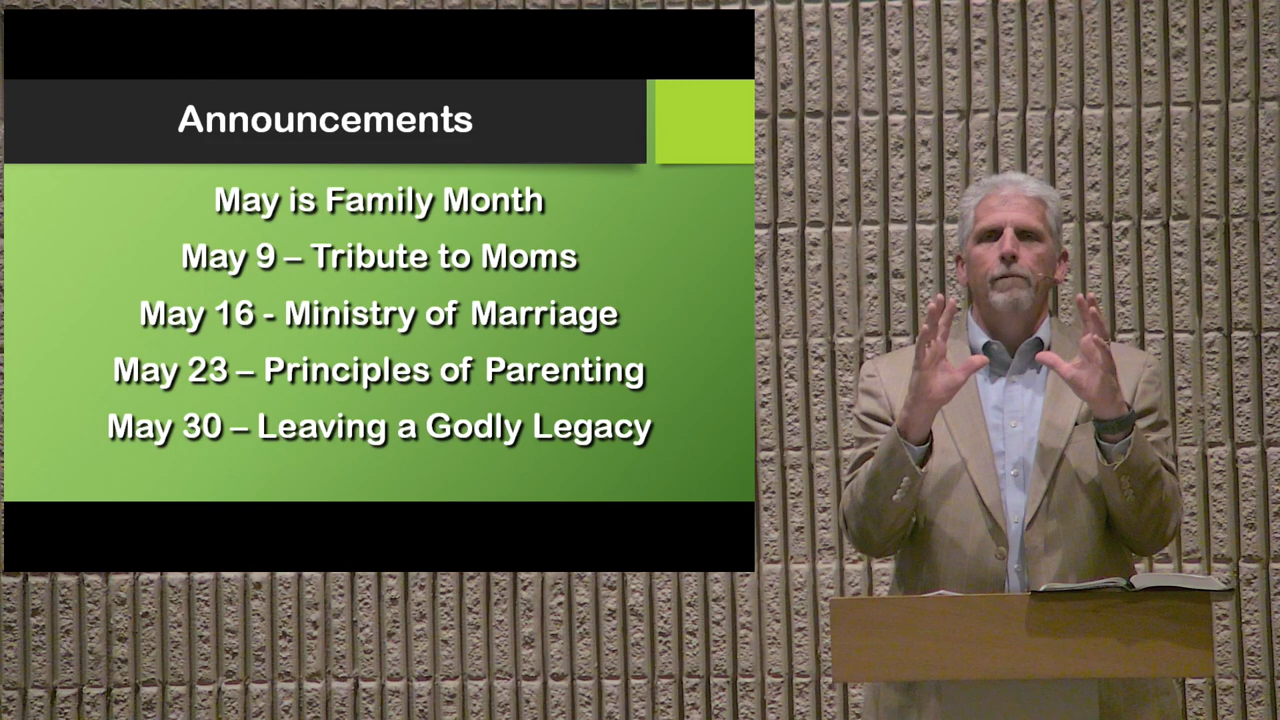 Announcements
May is Family Month
May 9 – Tribute to Moms
May 16 - Ministry of Marriage
May 23 – Principles of Parenting
May 30 – Leaving a Godly Legacy